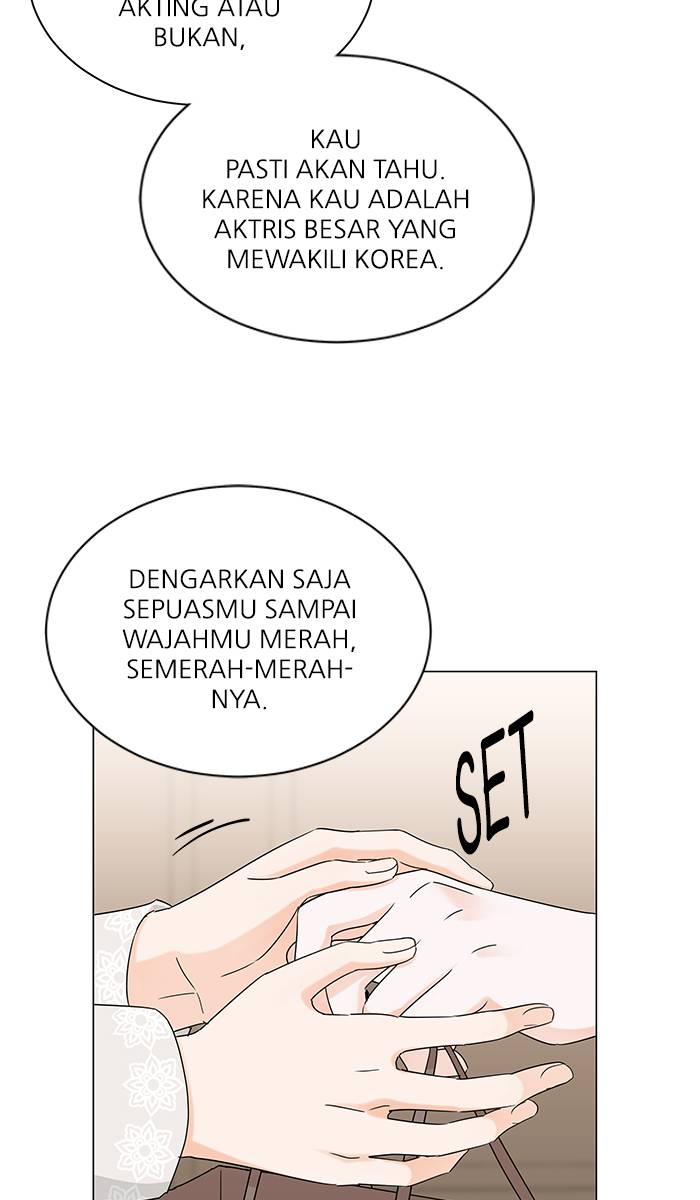 AKTING ATAU
BUKAN,
KAU
PASTI AKAN TAHU.
KARENA KAU ADALAH
AKTRIS BESAR YANG
MEWAKILI KOREA.
DENGARKAN SAJA
SEPUASMU SAMPAI
WAJAHMU MERAH,
SEMERAH-MERAH-
NYA.
SET